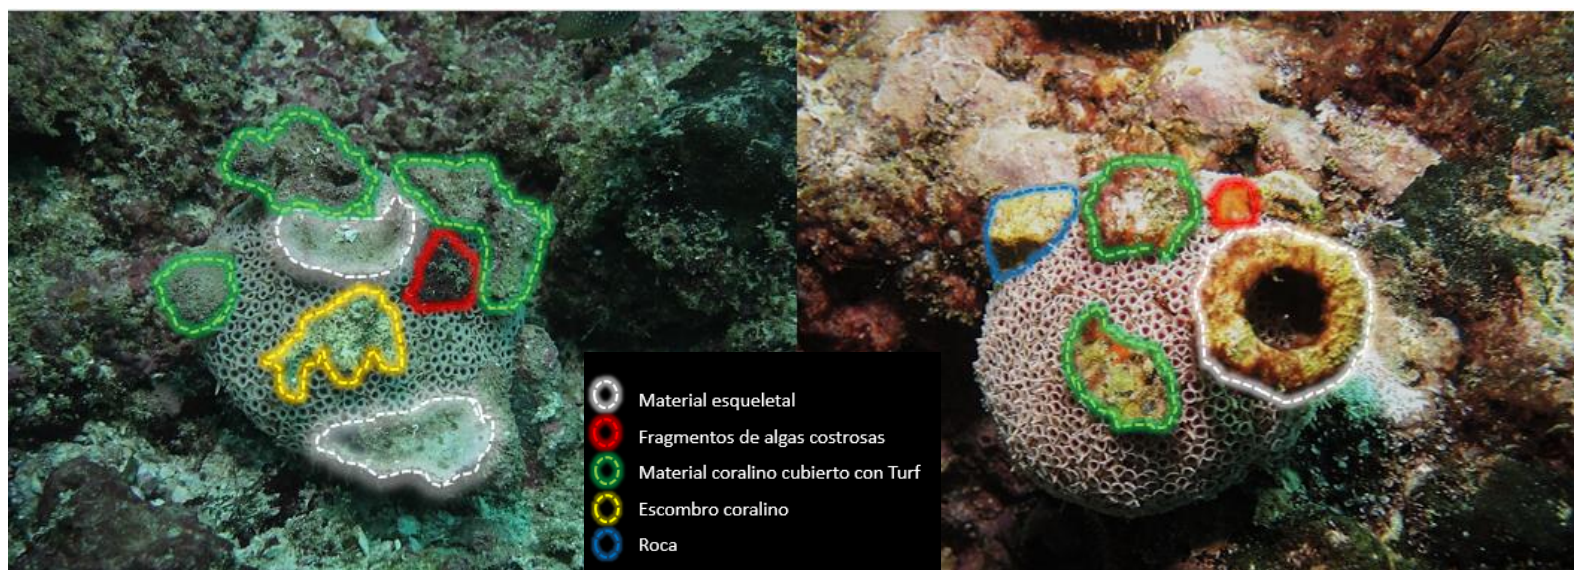 Material esqueletal
Fragmentos de algas costrosas
Material coralino cubierto con Turf
Escombro coralino
Roca